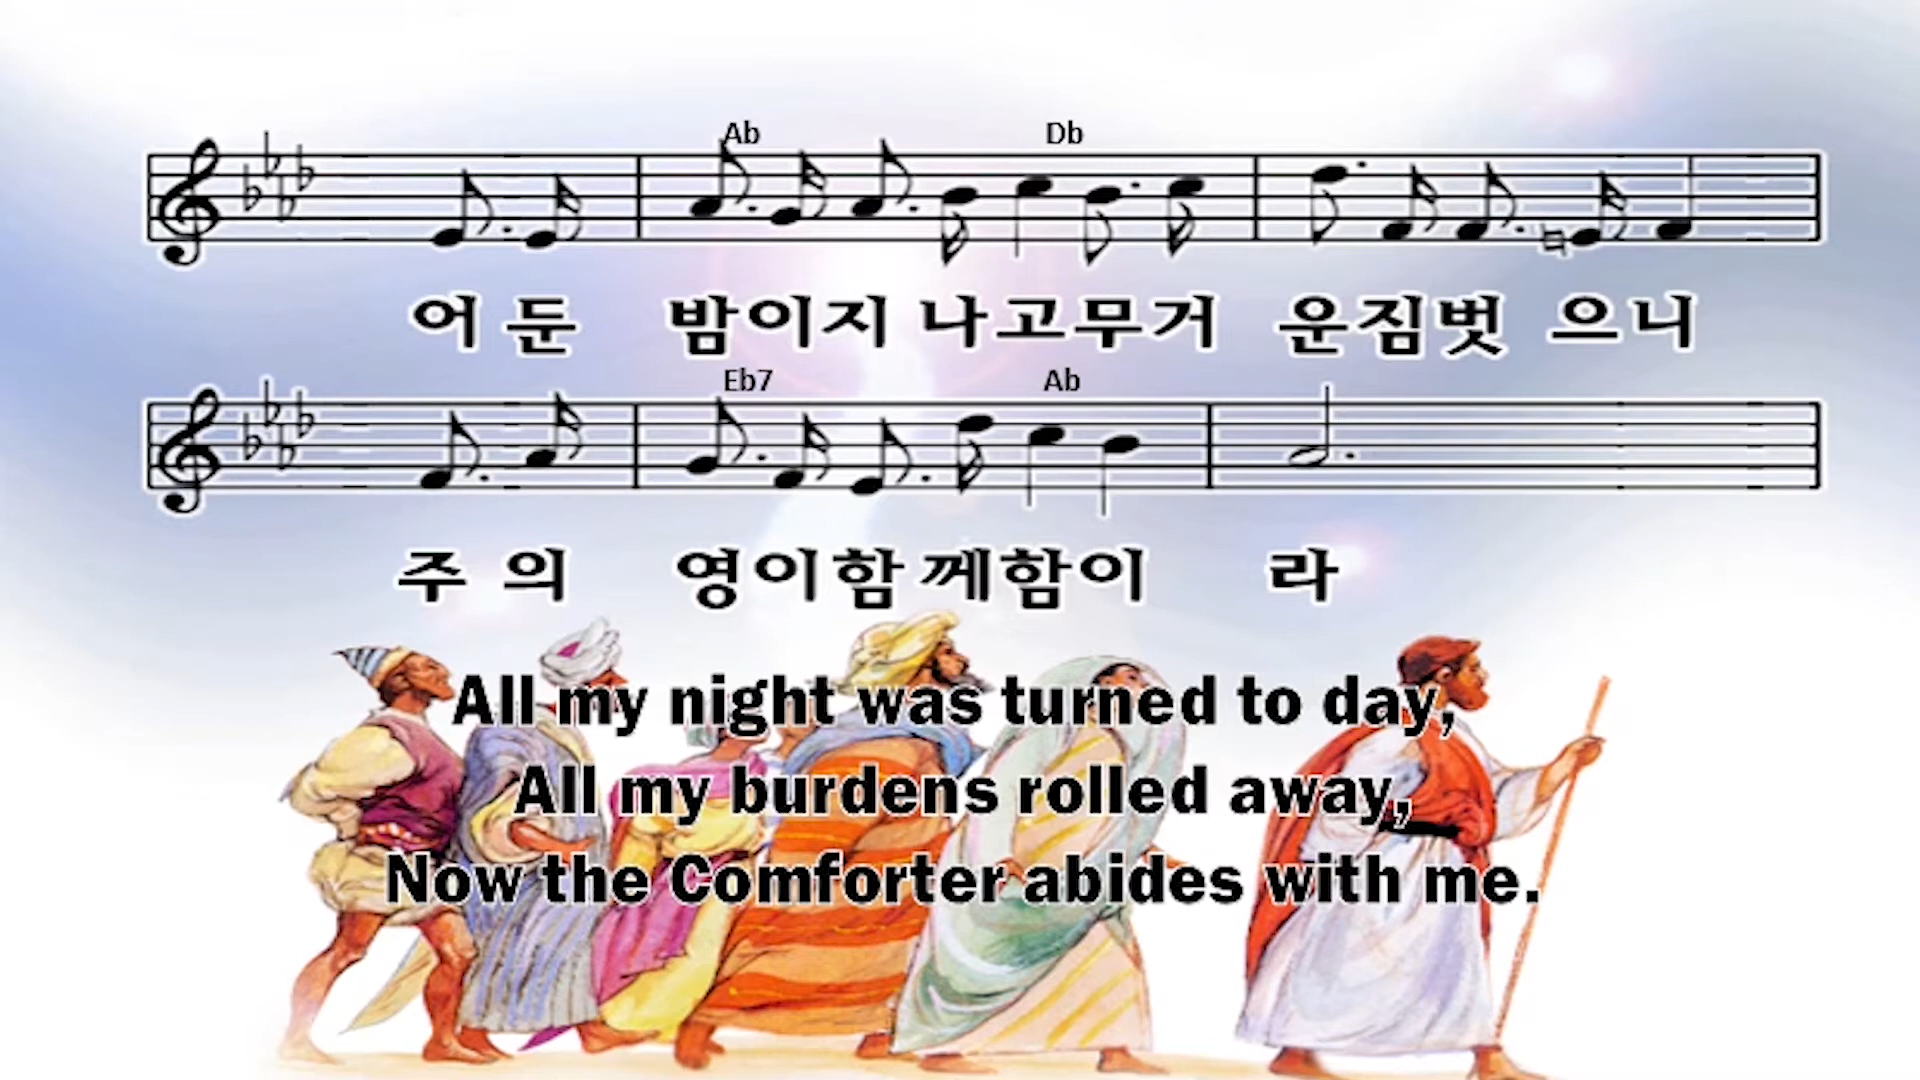 Ab Db
어 둔 밤이지 나고무거 운짐벗 으니
Eb7 Ab
주 의 영이함 께함이 라
All my night was turned to day,
All my burdens rolled away,
Now the Comforter abides with me.